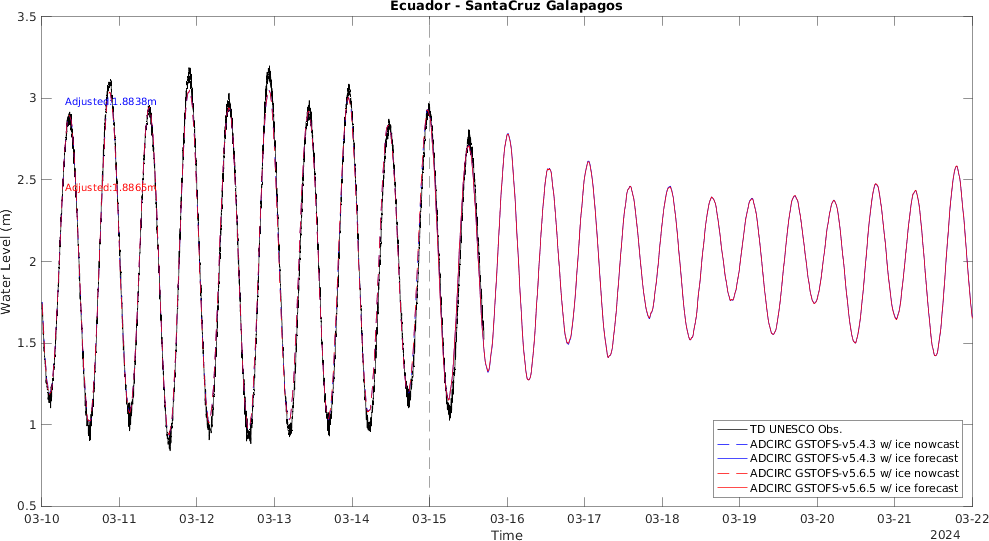 Ecuador - SantaCruz Galapagos
3.5
3
2.5
2
1.5
1
0.5
Water Level (m)
Adjusted:1.8838m
Adjusted:1.8865m
TD UNESCO Obs.
ADCIRC GSTOFS-v5.4.3 w/ ice nowcast
ADCIRC GSTOFS-v5.4.3 w/ ice forecast
ADCIRC GSTOFS-v5.6.5 w/ ice nowcast
ADCIRC GSTOFS-v5.6.5 w/ ice forecast
03-10 03-11 03-12 03-13 03-14 03-15 03-16 03-17 03-18 03-19 03-20 03-21 03-22
Time
2024